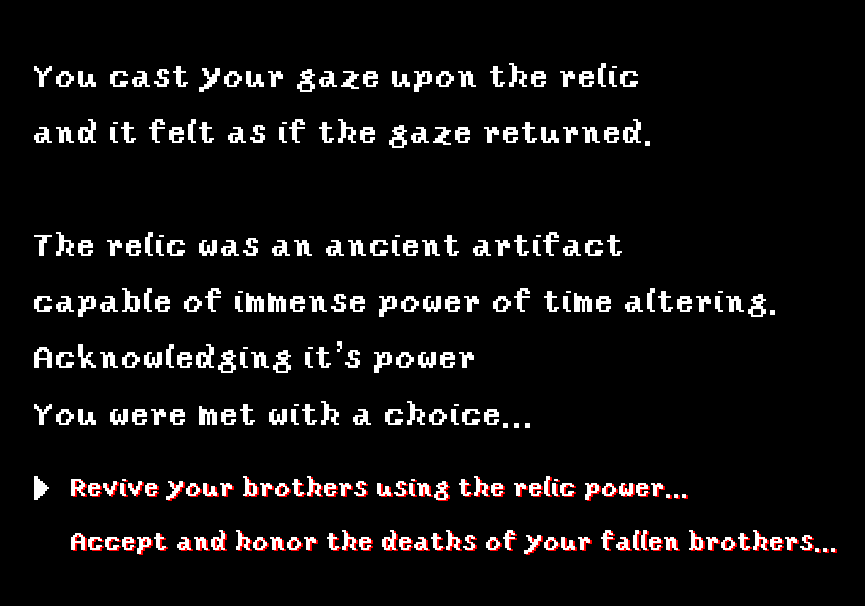 You cast your gaze upon the relic
and it felt as if the gaze returned.
The relic was an ancient artifact
capable of immense power of time altering.
Acknowledging it's power
You were met with a choice...
Revive your brothers using the relic power...
Accept and honor the deaths of your fallen brothers...